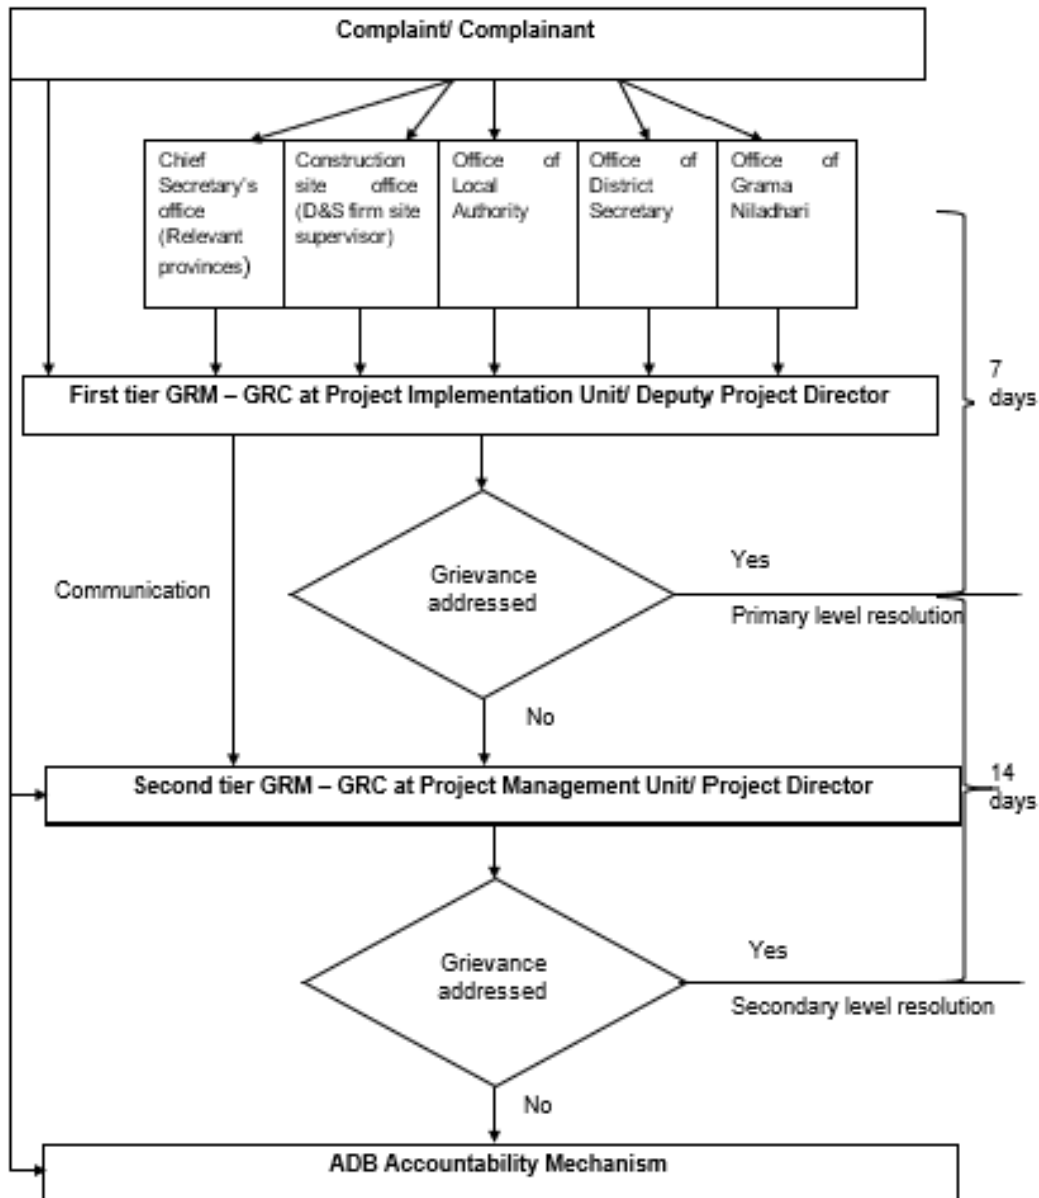 Complaint/ Complainant
Chief
Secretary's
office
(Relevant
provinces)
Construction
site office
(D&S firm site
supervisor)
Office of
Local
Authority
Office of
District
Secretary
Office of
Grama
Niladhari
7
days
First tier GRM – GRC at Project Implementation Unit/ Deputy Project Director
Communication
Grievance
addressed
Yes
Primary level resolution
No
Second tier GRM – GRC at Project Management Unit/ Project Director
14
days
Grievance
addressed
Yes
Secondary level resolution
No
ADB Accountability Mechanism